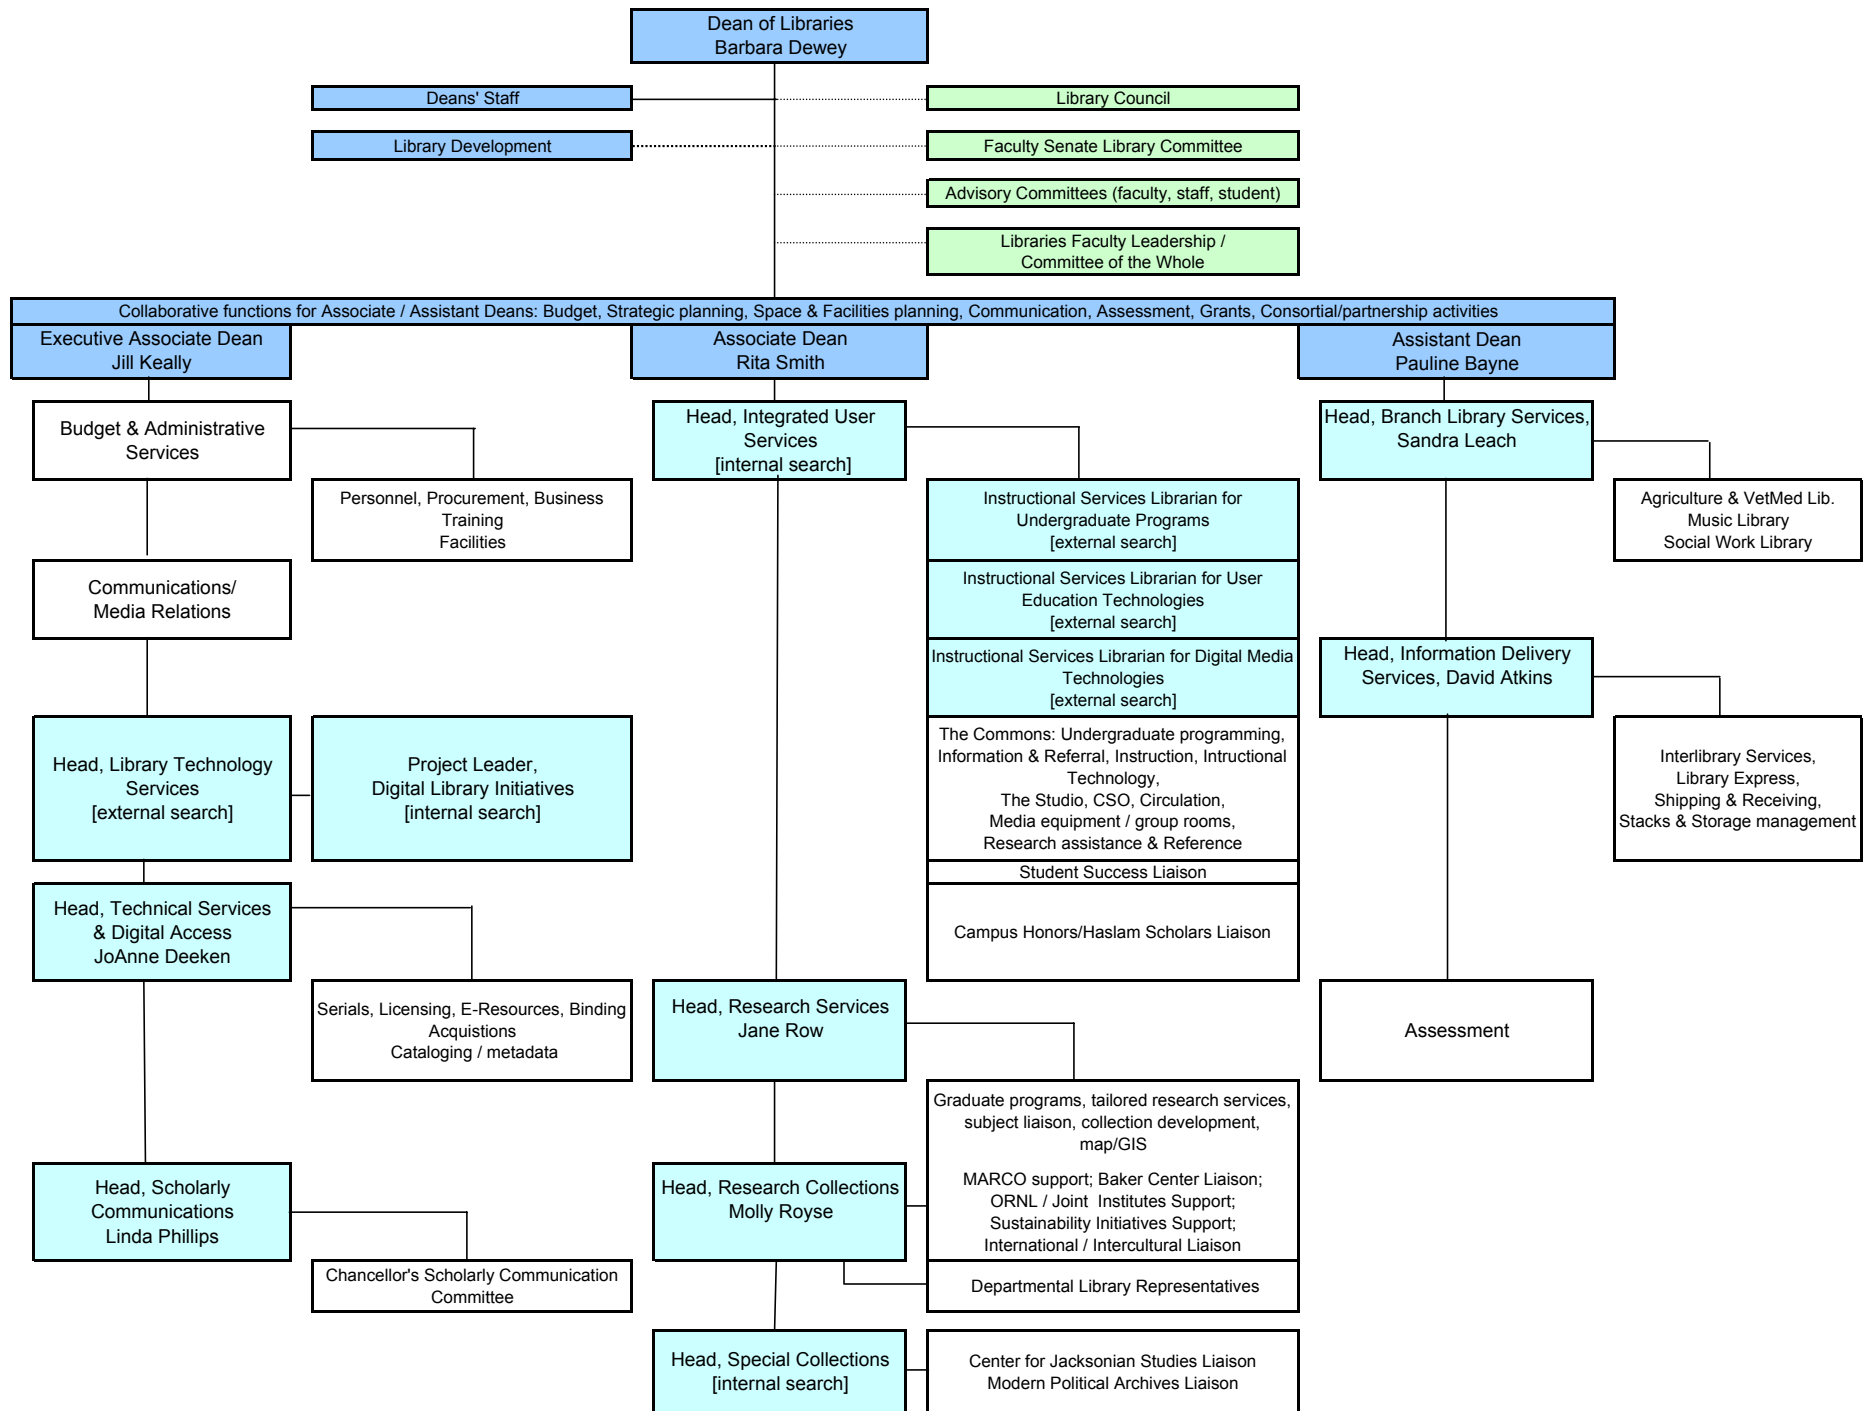 Dean of Libraries
Barbara Dewey
Deans' Staff
Library Council
Library Development
Faculty Senate Library Committee
Advisory Committees (faculty, staff, student)
Libraries Faculty Leadership /
Committee of the Whole
Collaborative functions for Associate / Assistant Deans: Budget, Strategic planning, Space & Facilities planning, Communication, Assessment, Grants, Consortial/partnership activities
Executive Associate Dean
Jill Keally
Associate Dean
Rita Smith
Assistant Dean
Pauline Bayne
Budget & Administrative
Services
Personnel, Procurement, Business
Training
Facilities
Communications/
Media Relations
Head, Library Technology
Services
[external search]
Project Leader,
Digital Library Initiatives
[internal search]
Head, Technical Services
& Digital Access
JoAnne Deeken
Serials, Licensing, E-Resources, Binding
Acquistions
Cataloging / metadata
Head, Scholarly
Communications
Linda Phillips
Chancellor's Scholarly Communication
Committee
Head, Integrated User
Services
[internal search]
Instructional Services Librarian for
Undergraduate Programs
[external search]
Instructional Services Librarian for User
Education Technologies
[external search]
Instructional Services Librarian for Digital Media
Technologies
[external search]
The Commons: Undergraduate programming,
Information & Referral, Instruction, Intructional
Technology,
The Studio, CSO, Circulation,
Media equipment / group rooms,
Research assistance & Reference
Student Success Liaison
Campus Honors/Haslam Scholars Liaison
Head, Research Services
Jane Row
Graduate programs, tailored research services,
subject liaison, collection development,
map/GIS
MARCO support; Baker Center Liaison;
ORNL / Joint Institutes Support;
Sustainability Initiatives Support;
International / Intercultural Liaison
Head, Research Collections
Molly Royse
Departmental Library Representatives
Head, Special Collections
[internal search]
Center for Jacksonian Studies Liaison
Modern Political Archives Liaison
Head, Branch Library Services,
Sandra Leach
Agriculture & VetMed Lib.
Music Library
Social Work Library
Head, Information Delivery
Services, David Atkins
Interlibrary Services,
Library Express,
Shipping & Receiving,
Stacks & Storage management
Assessment